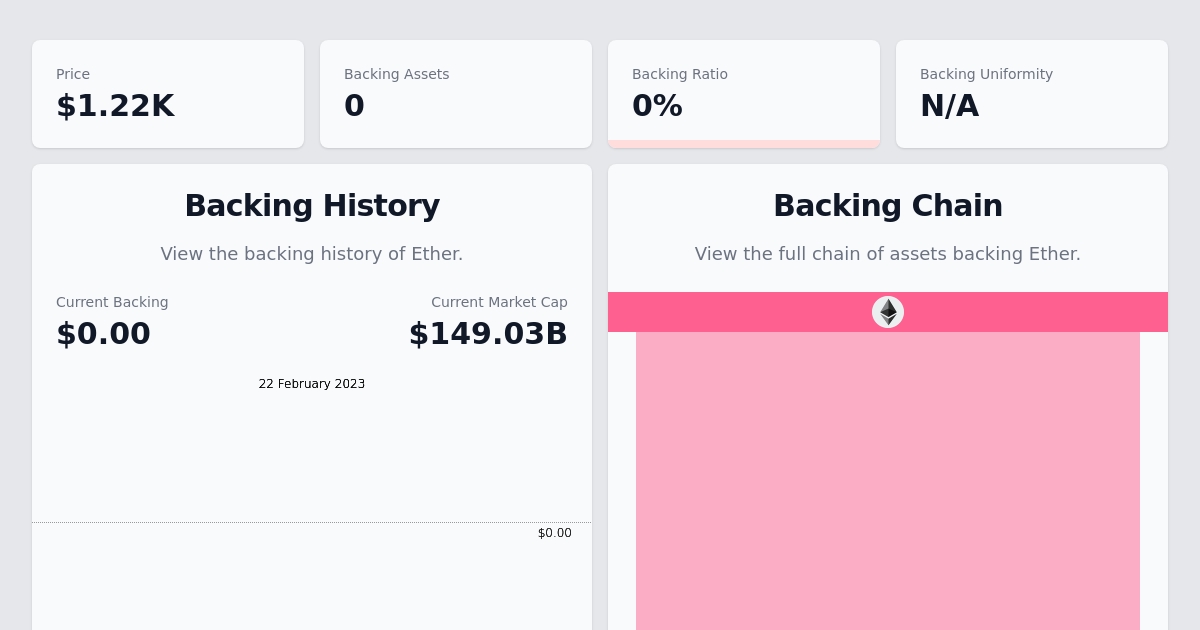 Price
$1.22K
Backing Assets
0
Backing Ratio
0%
Backing Uniformity
N/A
Backing History
View the backing history of Ether.
Current Backing
$0.00
Current Market Cap
$149.03B
22 February 2023
$0.00
Backing Chain
View the full chain of assets backing Ether.